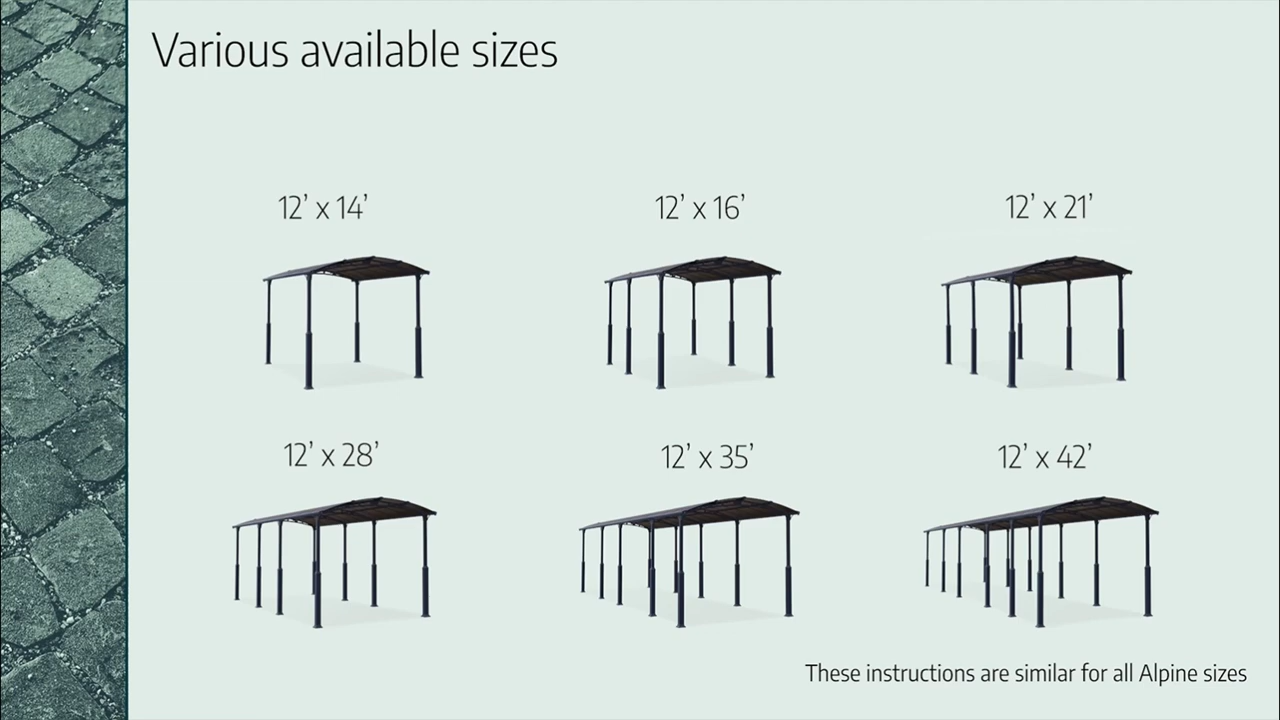 Various available sizes
12’ x 14’
12’ x 16’
12’ x 21’
12’ x 28’
12’ x 35’
12’ x 42’
These instructions are similar for all Alpine sizes